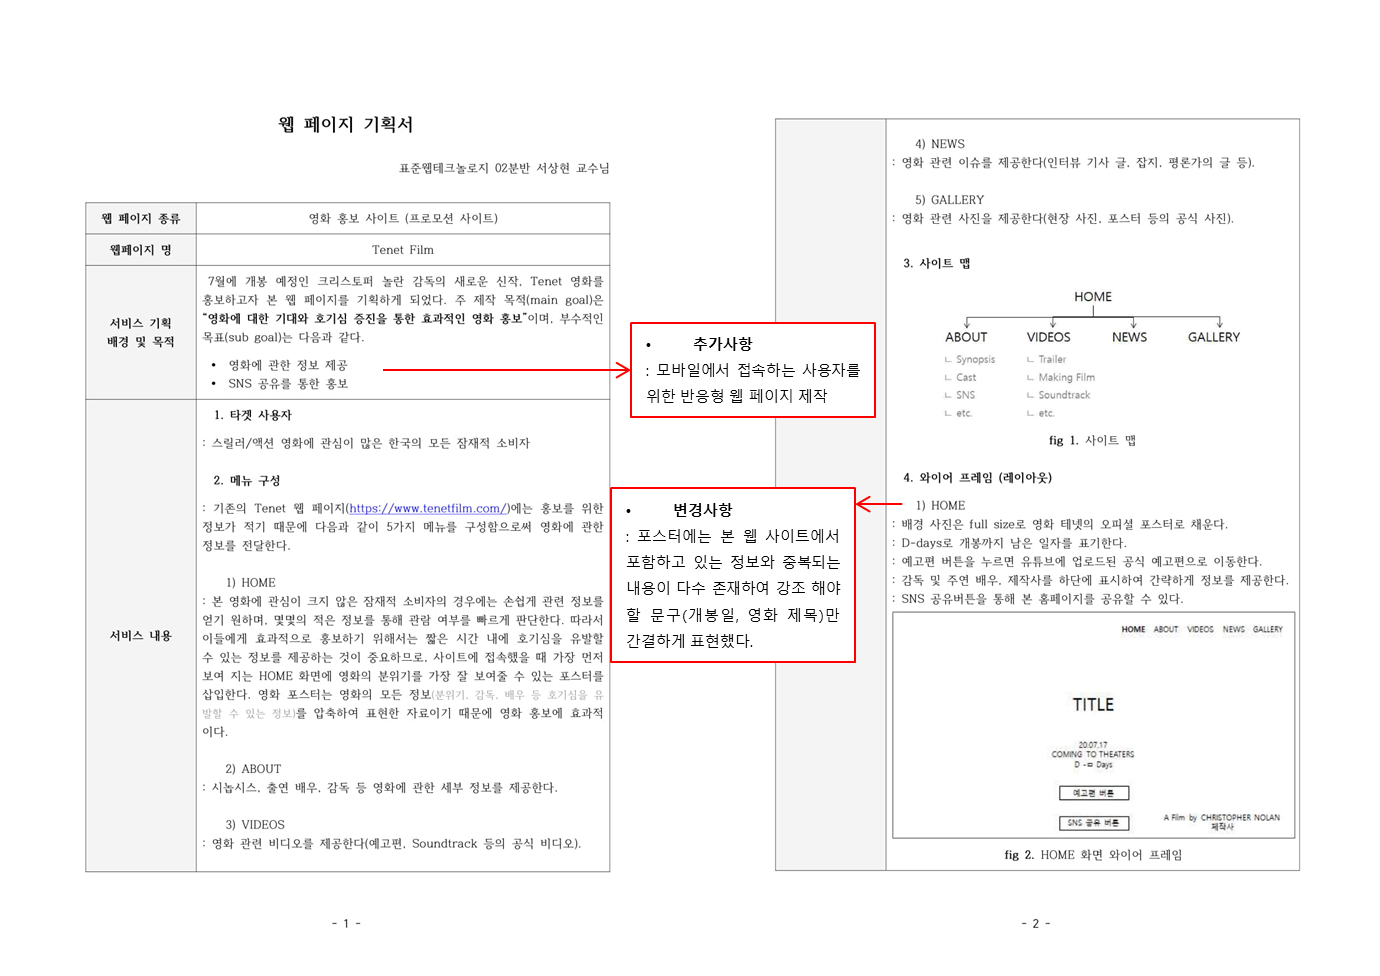 웹 페이지 기획서
표준웹테크놀로지 02분반 서상현 교수님
웹 페이지 종류
영화 홍보 사이트 (프로모션 사이트)
웹페이지 명
Tenet Film
서비스 기획
배경 및 목적
7월에 개봉 예정인 크리스토퍼 놀란 감독의 새로운 신작, Tenet 영화를
홍보하고자 본 웹 페이지를 기획하게 되었다. 주 제작 목적(main goal)은
“영화에 대한 기대와 호기심 증진을 통한 효과적인 영화 홍보”이며, 부수적인
목표(sub goal)는 다음과 같다.
• 영화에 관한 정보 제공
• SNS 공유를 통한 홍보
서비스 내용
1. 타겟 사용자
: 스릴러/액션 영화에 관심이 많은 한국의 모든 잠재적 소비자
2. 메뉴 구성
: 기존의 Tenet 웹 페이지(https://www.tenetfilm.com/)에는 홍보를 위한
정보가 적기 때문에 다음과 같이 5가지 메뉴를 구성함으로써 영화에 관한
정보를 전달한다.
1) HOME
: 본 영화에 관심이 크지 않은 잠재적 소비자의 경우에는 손쉽게 관련 정보를
얻기 원하며, 몇몇의 적은 정보를 통해 관람 여부를 빠르게 판단한다. 따라서
이들에게 효과적으로 홍보하기 위해서는 짧은 시간 내에 호기심을 유발할
수 있는 정보를 제공하는 것이 중요하므로, 사이트에 접속했을 때 가장 먼저
보여 지는 HOME 화면에 영화의 분위기를 가장 잘 보여줄 수 있는 포스터를
삽입한다. 영화 포스터는 영화의 모든 정보(분위기, 감독, 배우 등 호기심을 유
발할 수 있는 정보)를 압축하여 표현한 자료이기 때문에 영화 홍보에 효과적
이다.
2) ABOUT
: 시놉시스, 출연 배우, 감독 등 영화에 관한 세부 정보를 제공한다.
3) VIDEOS
: 영화 관련 비디오를 제공한다(예고편, Soundtrack 등의 공식 비디오).
- 1 -
• 추가사항
: 모바일에서 접속하는 사용자를
위한 반응형 웹 페이지 제작
• 변경사항
: 포스터에는 본 웹 사이트에서
포함하고 있는 정보와 중복되는
내용이 다수 존재하여 강조 해야
할 문구(개봉일, 영화 제목)만
간결하게 표현했다.
4) NEWS
: 영화 관련 이슈를 제공한다(인터뷰 기사 글, 잡지, 평론가의 글 등).
5) GALLERY
: 영화 관련 사진을 제공한다(현장 사진, 포스터 등의 공식 사진).
3. 사이트 맵
HOME
ABOUT VIDEOS NEWS GALLERY
ㄴ Synopsis ㄴ Trailer
ㄴ Cast ㄴ Making Film
ㄴ SNS ㄴ Soundtrack
ㄴ etc. ㄴ etc.
fig 1. 사이트 맵
4. 와이어 프레임 (레이아웃)
1) HOME
: 배경 사진은 full size로 영화 테넷의 오피셜 포스터로 채운다.
: D-days로 개봉까지 남은 일자를 표기한다.
: 예고편 버튼을 누르면 유튜브에 업로드된 공식 예고편으로 이동한다.
: 감독 및 주연 배우, 제작사를 하단에 표시하여 간략하게 정보를 제공한다.
: SNS 공유버튼을 통해 본 홈페이지를 공유할 수 있다.
HOME ABOUT VIDEOS NEWS GALLERY
TITLE
20.07.17
COMING TO THEATERS
D -ㅁ Days
예고편 버튼
SNS 공유 버튼
A Film by CHRISTOPHER NOLAN
제작사
fig 2. HOME 화면 와이어 프레임
- 2 -